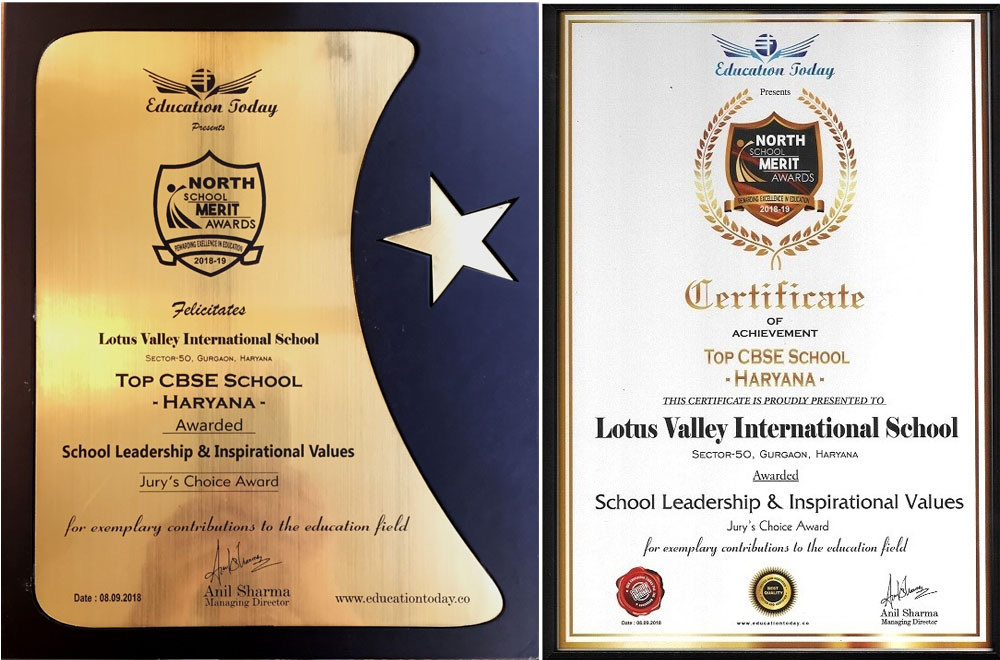 Education Today
Presents
NORTH
SCHOOL
MERIT
AWARDS
REWARDING EXCELLENCE IN EDUCATION
2018-19
Felicitates
Lotus Valley International School
Sector-50, Gurgaon, Haryana
Top CBSE School
- Haryana -
Awarded
School Leadership & Inspirational Values
Jury's Choice Award
for exemplary contributions to the education field
Anil Sharma
Managing Director
Date : 08.09.2018
www.educationtoday.co
Education Today
Presents
NORTH
SCHOOL
MERIT
AWARDS
REWARDING EXCELLENCE IN EDUCATION
2018-19
Certificate
OF
ACHIEVEMENT
Top CBSE School
- Haryana -
THIS CERTIFICATE IS PROUDLY PRESENTED TO
Lotus Valley International School
Sector-50, Gurgaon, Haryana
Awarded
School Leadership & Inspirational Values
Jury's Choice Award
for exemplary contributions to the education field
BEST
QUALITY
Date : 08.09.2018
www.educationtoday.co
Anil Sharma
Managing Director